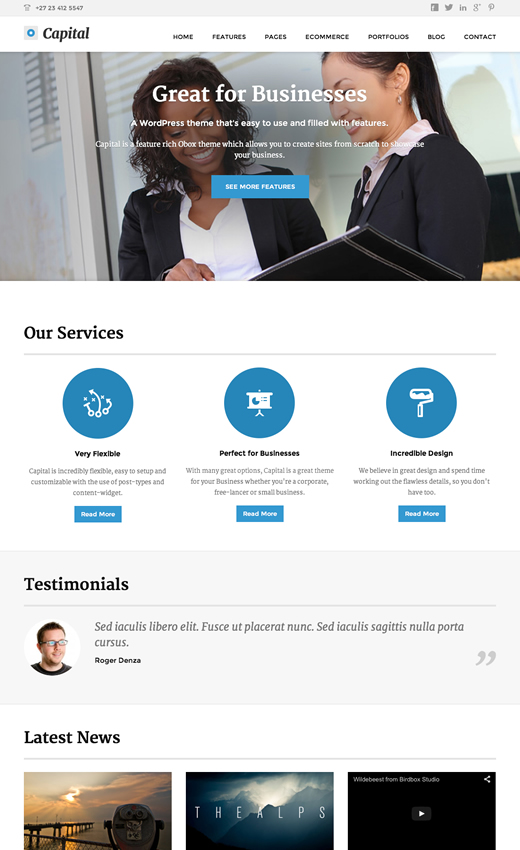 +27 23 412 5547
Capital
HOME FEATURES PAGES ECOMMERCE PORTFOLIOS BLOG CONTACT
Great for Businesses
A WordPress theme that's easy to use and filled with features.
Capital is a feature rich Obox theme which allows you to create sites from scratch to showcase
your business.
SEE MORE FEATURES
Our Services
Very Flexible
Capital is incredibly flexible, easy to setup and
customizable with the use of post-types and
content-widget.
Read More
Perfect for Businesses
With many great options, Capital is a great theme
for your Business whether you're a corporate,
free-lancer or small business.
Read More
Incredible Design
We believe in great design and spend time
working out the flawless details, so you don't
have too.
Read More
Testimonials
Sed iaculis libero elit. Fusce ut placerat nunc. Sed iaculis sagittis nulla porta
cursus.
Roger Denza
Latest News
THE ALPS
Wildebeest from Birdbox Studio